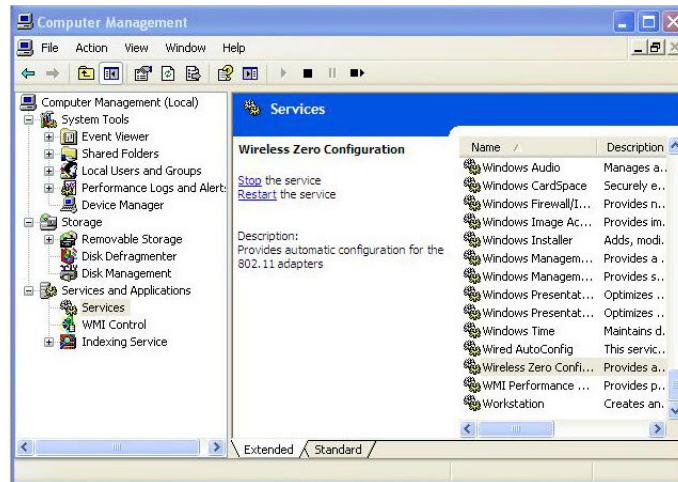 Computer Management
File Action View Window Help
Computer Management (Local)
System Tools
Event Viewer
Shared Folders
Local Users and Groups
Performance Logs and Alert
Device Manager
Storage
Removable Storage
Disk Defragmenter
Disk Management
Services and Applications
Services
WMI Control
Indexing Service
Services
Wireless Zero Configuration
Stop the service
Restart the service
Description:
Provides automatic configuration for the
802.11 adapters
Name Description
Windows Audio Manages a..
Windows CardSpace Securely e..
Windows Firewall/I... Provides n..
Windows Image Ac... Provides im.
Windows Installer Adds, modi.
Windows Managem... Provides a .
Windows Managem... Provides s..
Windows Presentat... Optimizes ..
Windows Presentat... Optimizes ..
Windows Time Maintains d.
Wired AutoConfig This servic..
Wireless Zero Confi... Provides a..
WMI Performance ... Provides p..
Workstation Creates an.
Extended Standard